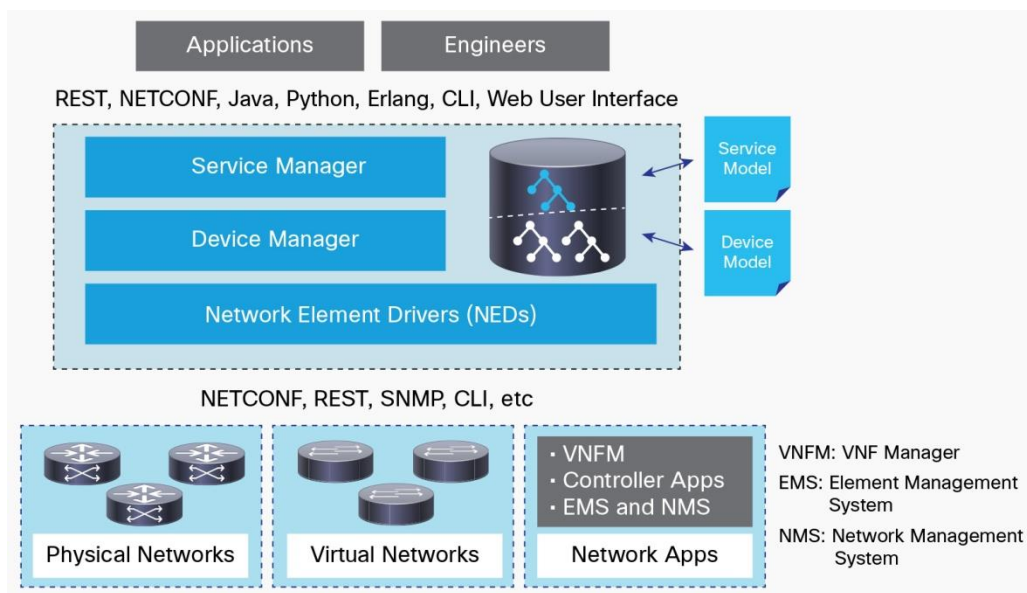 Applications
Engineers
REST, NETCONF, Java, Python, Erlang, CLI, Web User Interface
Service Manager
Device Manager
Network Element Drivers (NEDs)
Service
Model
Device
Model
NETCONF, REST, SNMP, CLI, etc
Physical Networks
Virtual Networks
· VNFM
· Controller Apps
· EMS and NMS
Network Apps
VNFM: VNF Manager
EMS: Element Management
System
NMS: Network Management
System